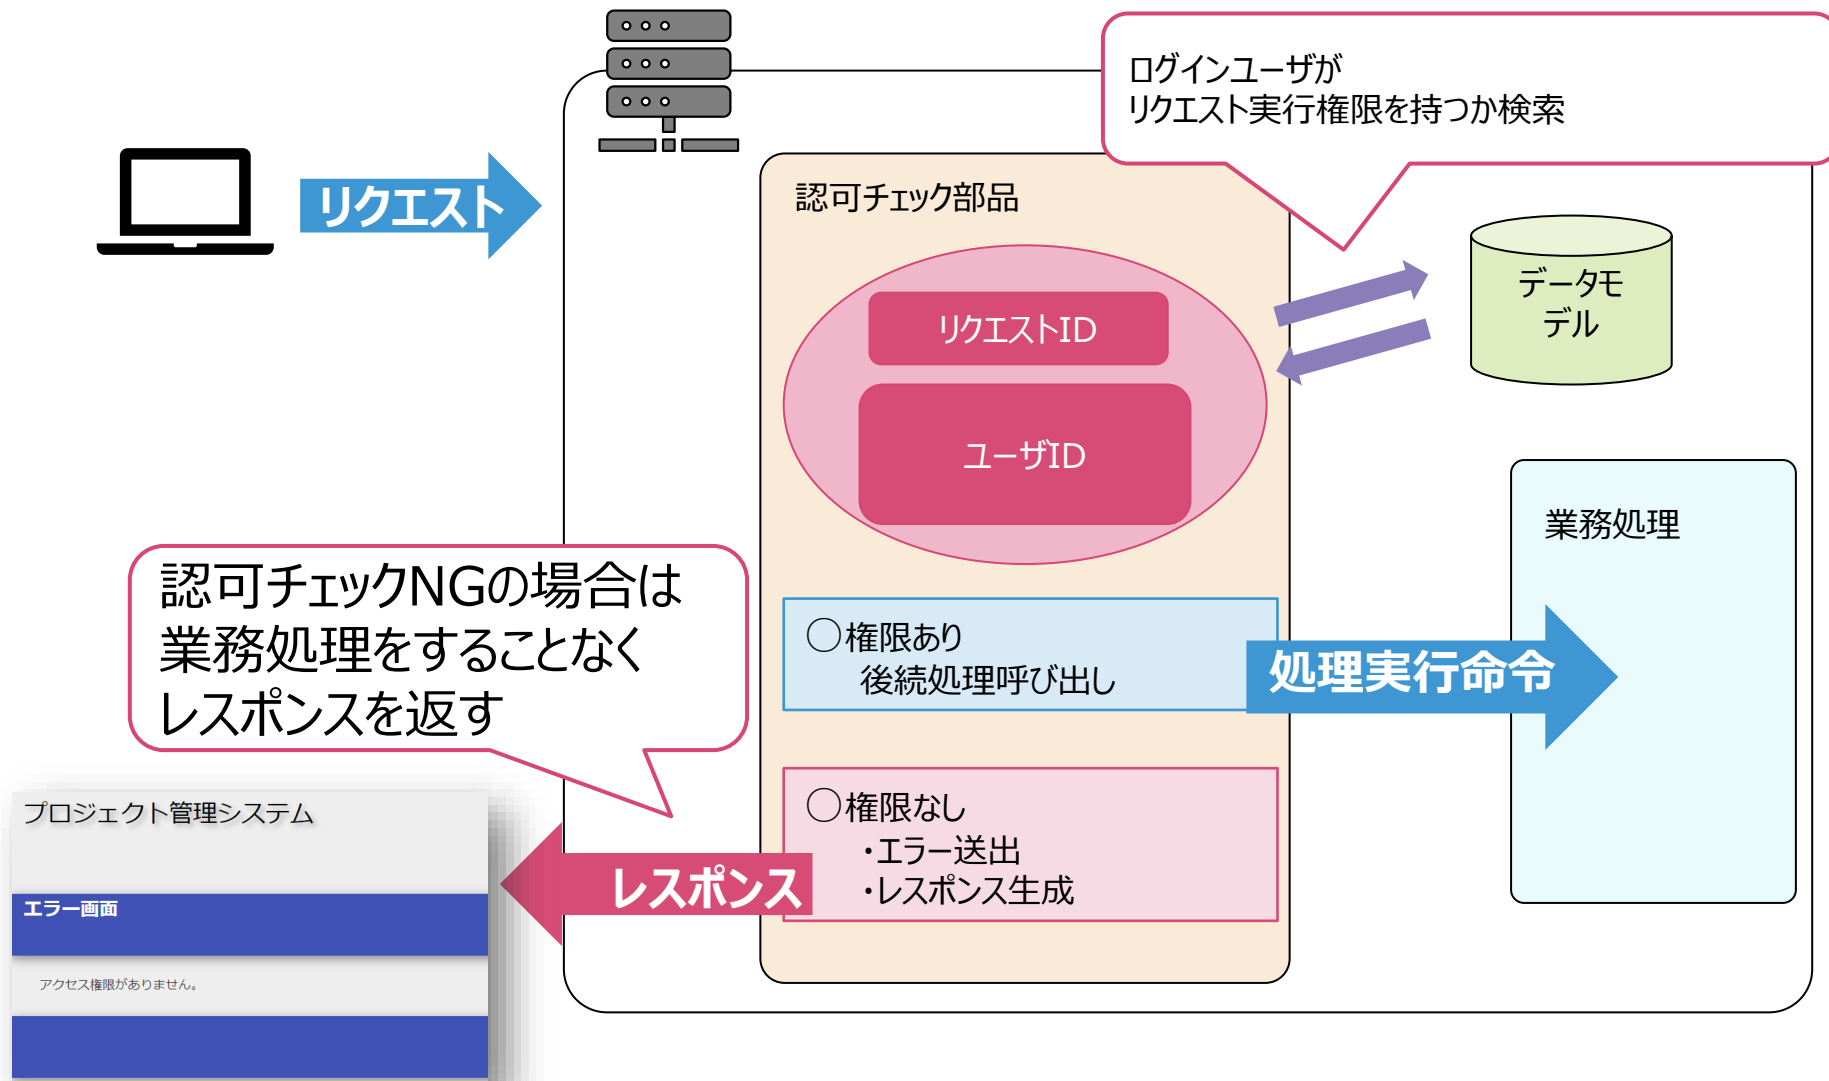 ログインユーザが
リクエスト実行権限を持つか検索
リクエスト
認可チェック部品
リクエストID
ユーザID
データモ
デル
業務処理
認可チェックNGの場合は
業務処理をすることなく
レスポンスを返す
○権限あり
後続処理呼び出し
処理実行命令
○権限なし
・エラー送出
・レスポンス生成
レスポンス
プロジェクト管理システム
エラー画面
アクセス権限がありません。